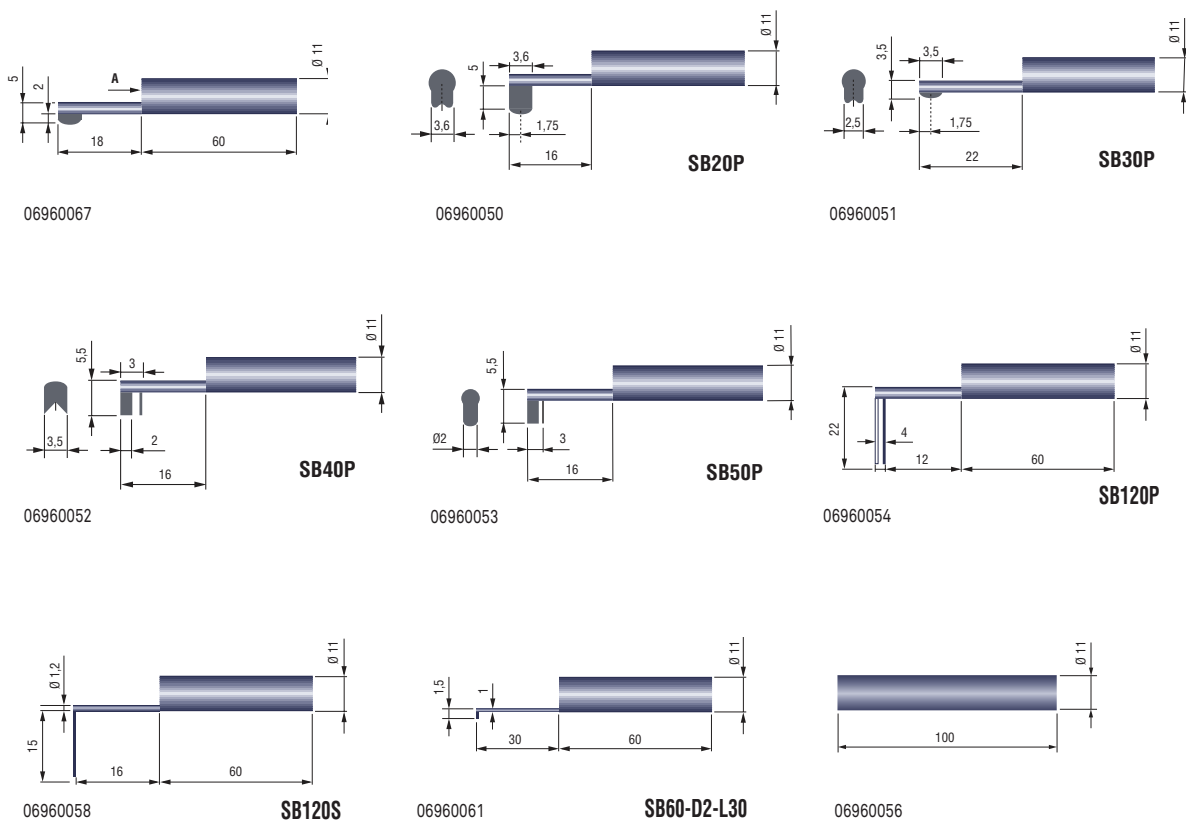 5
2
A
Ø 11
18
60
06960067
3,6
5
Ø 11
3,6
1,75
16
SB20P
06960050
3,5
3,5
Ø 11
2,5
1,75
22
SB30P
06960051
5,5
3
Ø 11
3,5
2
16
SB40P
06960052
5,5
Ø 11
Ø2
3
16
SB50P
06960053
Ø 11
22
4
12
60
SB120P
06960054
Ø 1,2
Ø 11
15
16
60
06960058
SB120S
1,5
1
Ø 11
30
60
06960061
SB60-D2-L30
Ø 11
100
06960056